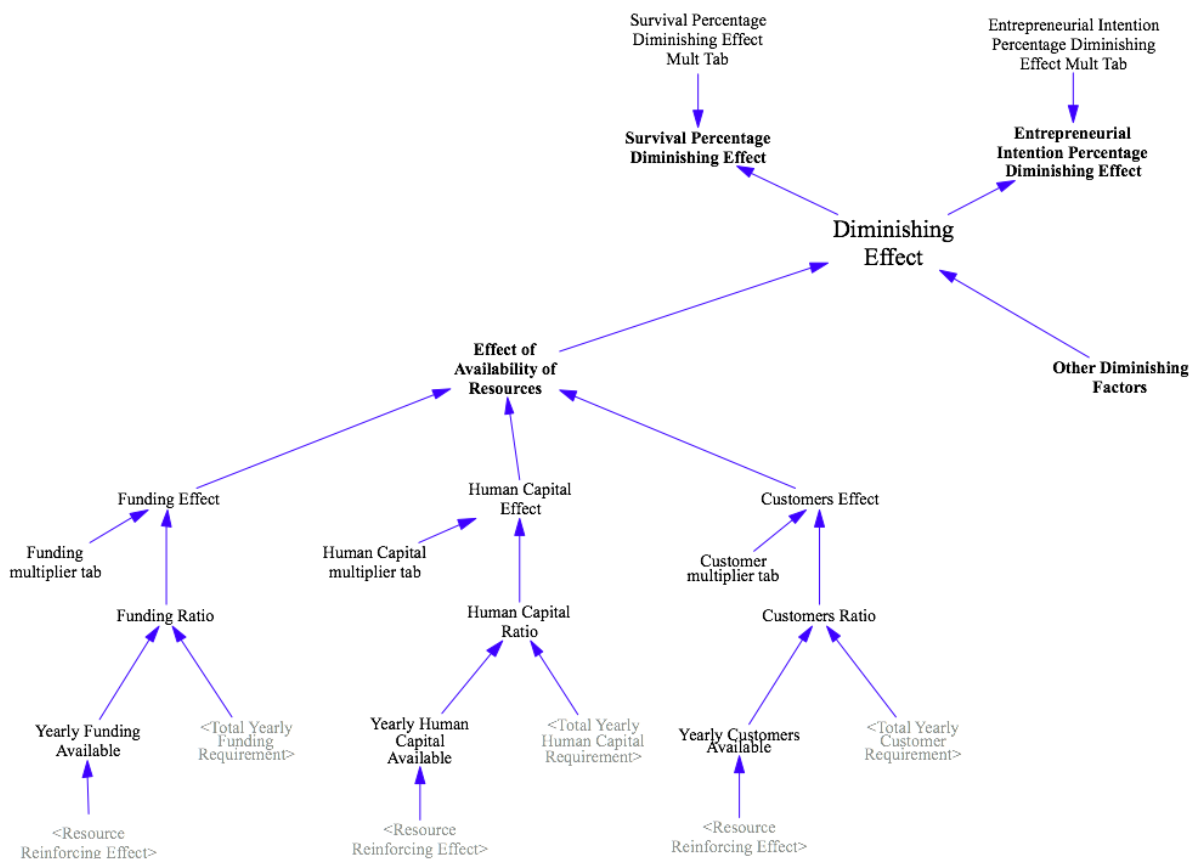 Survival Percentage
Diminishing Effect
Mult Tab
Entrepreneurial Intention
Percentage Diminishing
Effect Mult Tab
Survival Percentage
Diminishing Effect
Entrepreneurial
Intention Percentage
Diminishing Effect
Diminishing
Effect
Effect of
Availability of
Resources
Other Diminishing
Factors
Funding Effect
Human Capital
Effect
Customers Effect
Funding
multiplier tab
Human Capital
multiplier tab
Customer
multiplier tab
Funding Ratio
Human Capital
Ratio
Customers Ratio
Yearly Funding
Available
<Total Yearly
Funding
Requirement>
Yearly Human
Capital
Available
<Total Yearly
Human Capital
Requirement>
Yearly Customers
Available
<Total Yearly
Customer
Requirement>
<Resource
Reinforcing Effect>
<Resource
Reinforcing Effect>
<Resource
Reinforcing Effect>